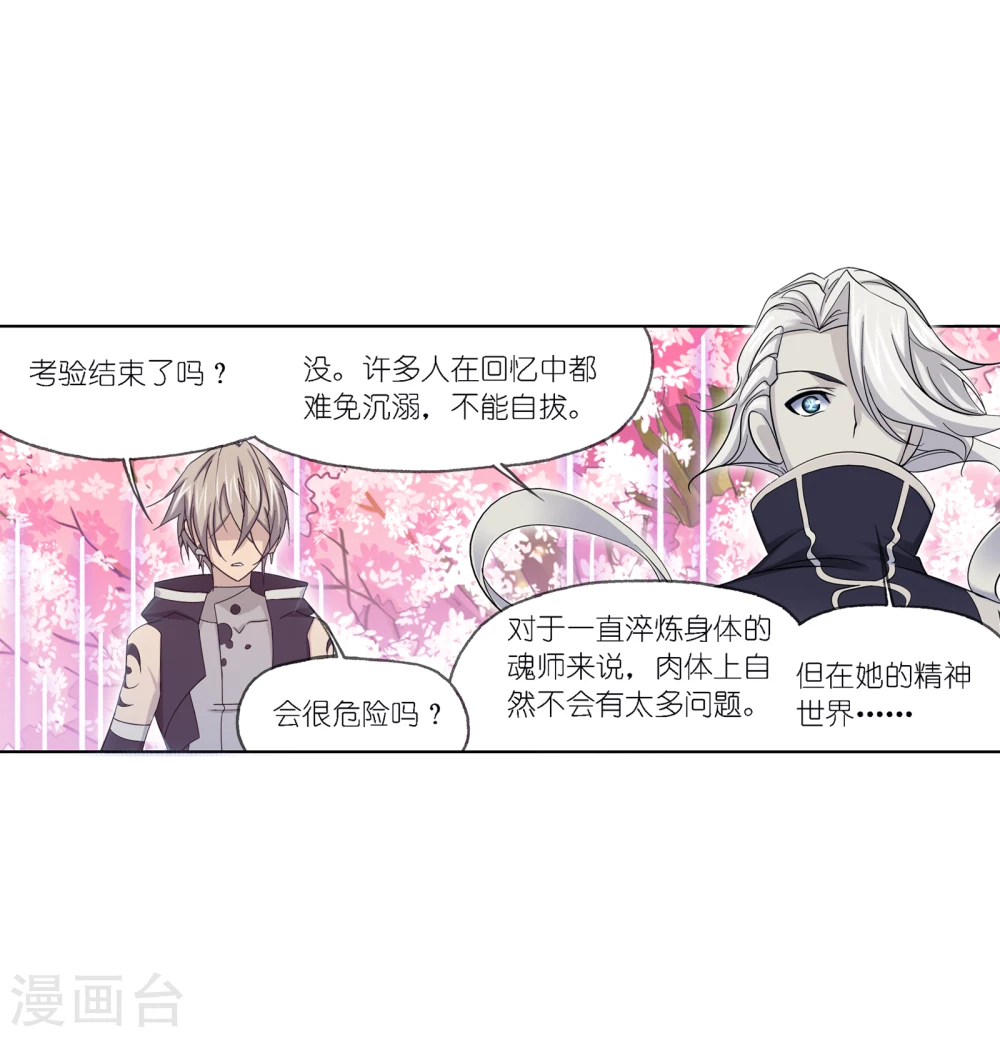 考验结束了吗？
没。许多人在回忆中都
难免沉溺，不能自拔。
会很危险吗？
对于一直淬炼身体的
魂师来说，肉体上自
然不会有太多问题。
但在她的精神
世界……
漫画台